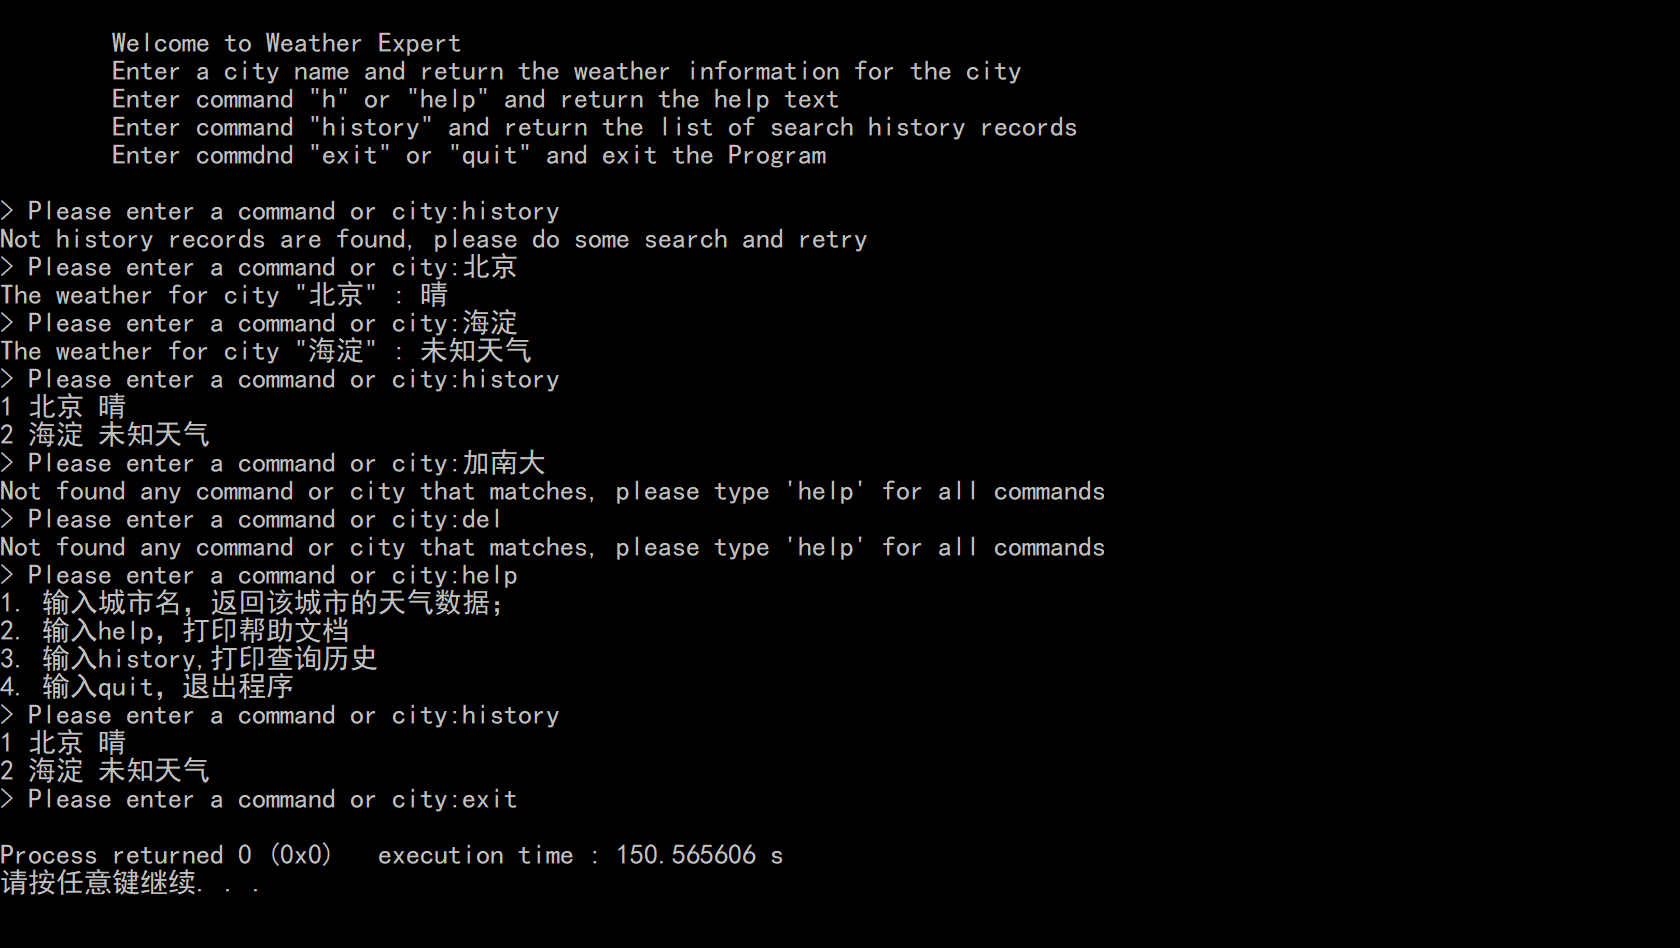 Welcome to Weather Expert
Enter a city name and return the weather information for the city
Enter command "h" or "help" and return the help text
Enter command "history" and return the list of search history records
Enter commdnd "exit" or "quit" and exit the Program
> Please enter a command or city:history
Not history records are found, please do some search and retry
> Please enter a command or city:北京
The weather for city "北京" : 晴
> Please enter a command or city:海淀
The weather for city "海淀" : 未知天气
> Please enter a command or city:history
1 北京 晴
2 海淀 未知天气
> Please enter a command or city:加南大
Not found any command or city that matches, please type 'help' for all commands
> Please enter a command or city:del
Not found any command or city that matches, please type 'help' for all commands
> Please enter a command or city:help
1. 输入城市名，返回该城市的天气数据；
2. 输入help，打印帮助文档
3. 输入history,打印查询历史
4. 输入quit，退出程序
> Please enter a command or city:history
1 北京 晴
2 海淀 未知天气
> Please enter a command or city:exit
Process returned 0 (0x0)   execution time : 150.565606 s
请按任意键继续. . .